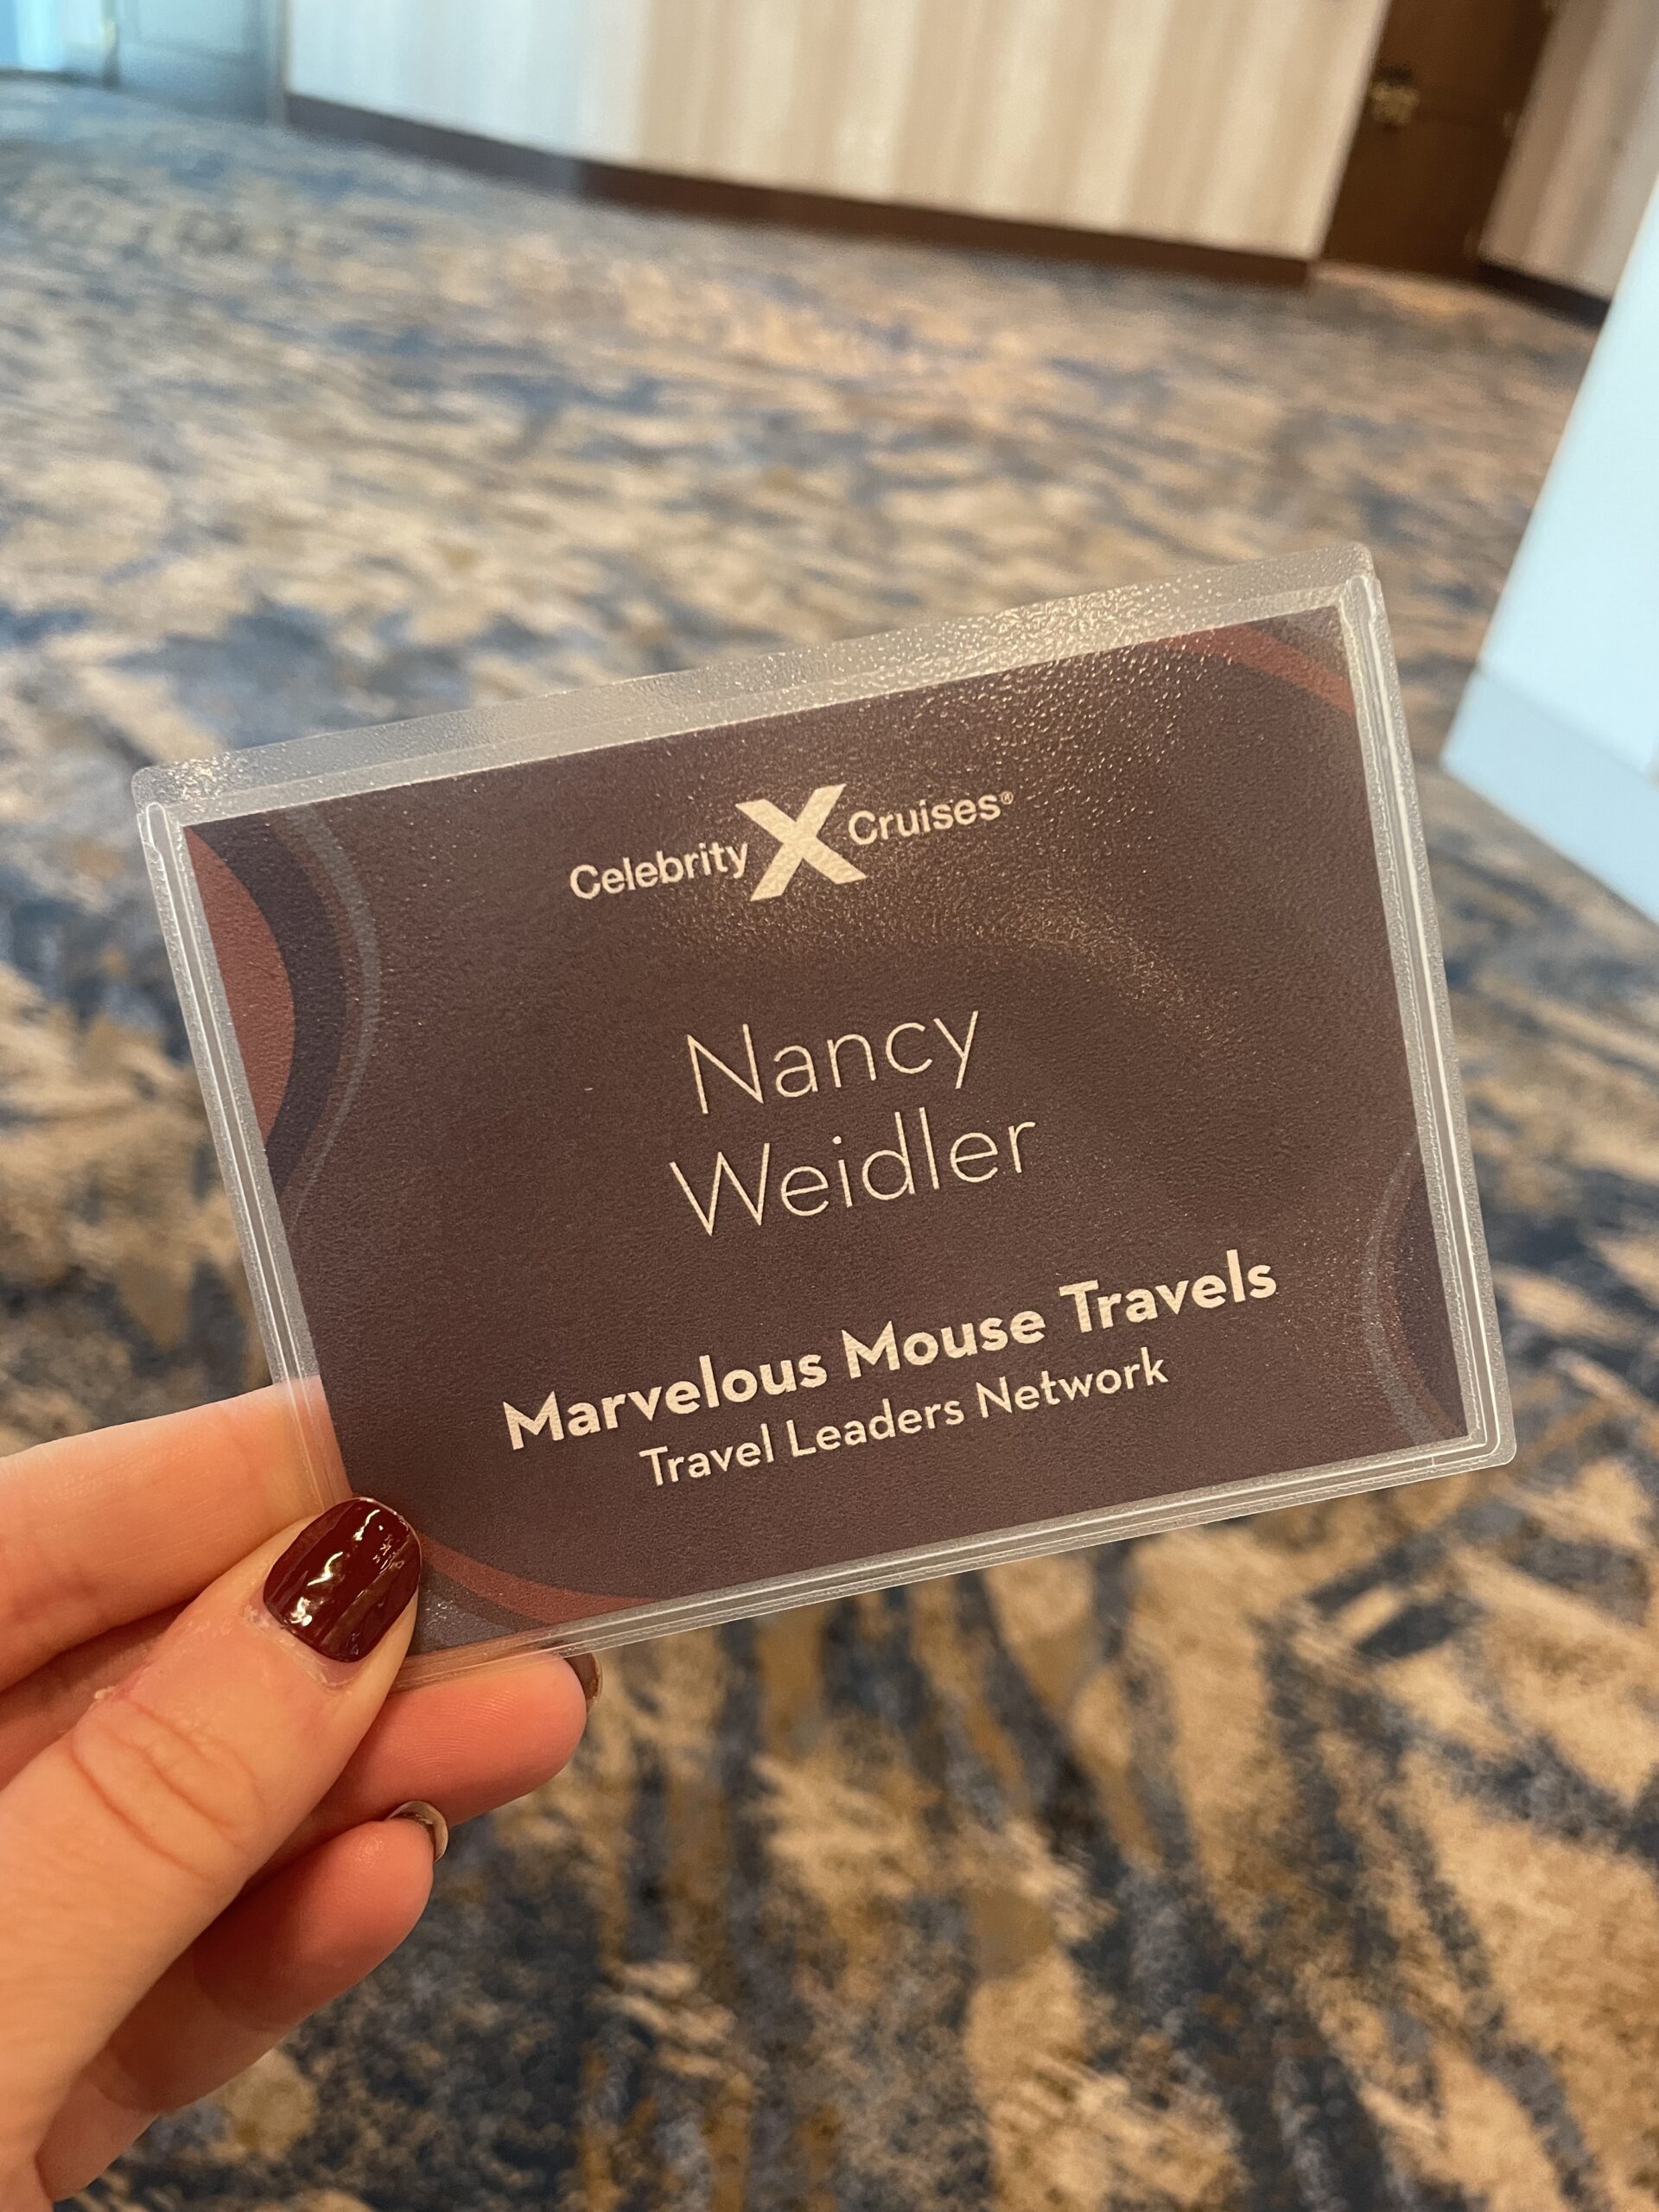 Celebrity X Cruises®
Nancy
Weidler
Marvelous Mouse Travels
Travel Leaders Network